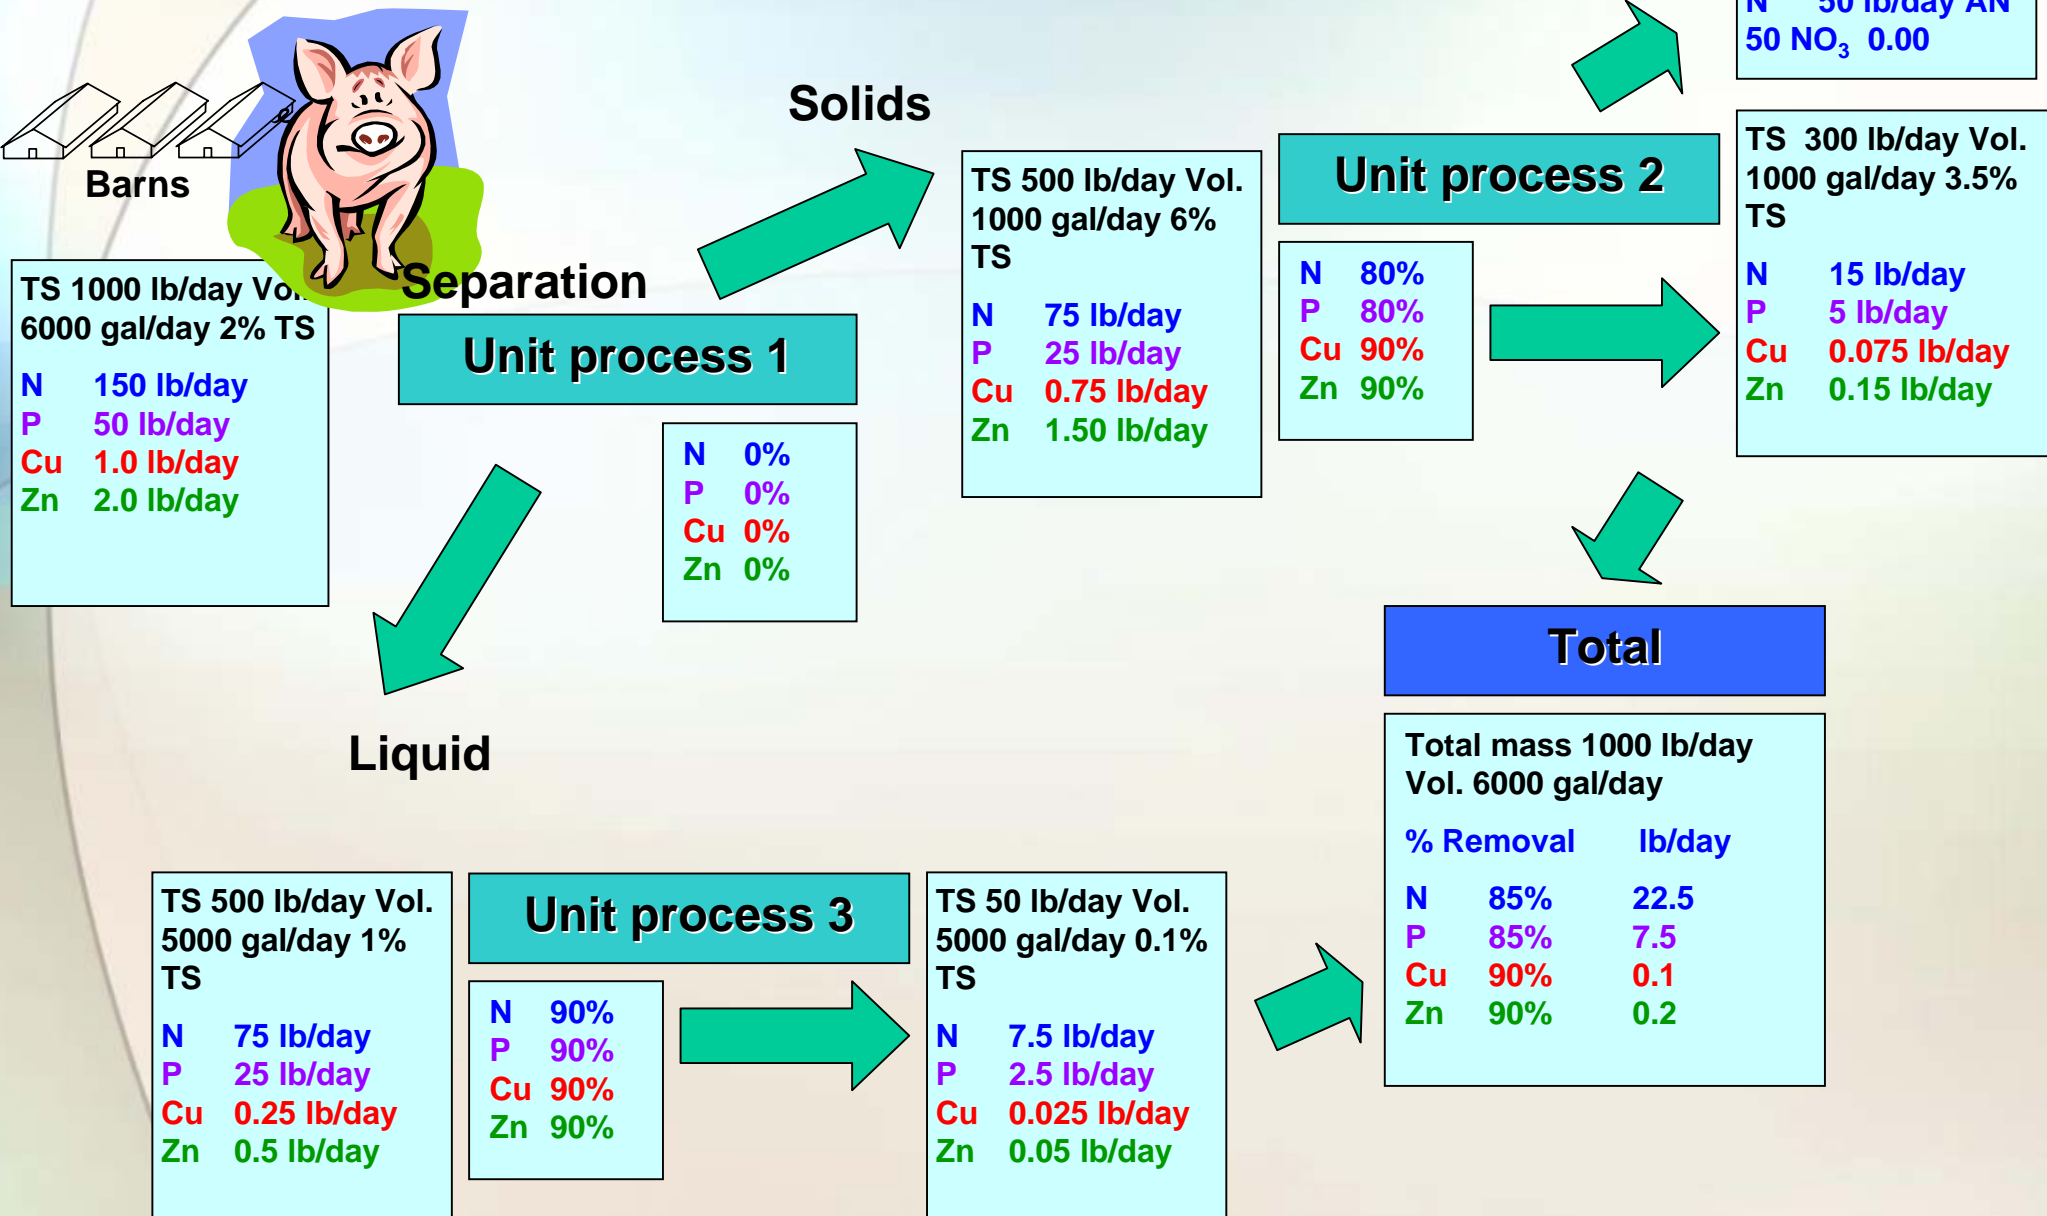 Barns
TS 1000 lb/day Vol.
6000 gal/day 2% TS
N 150 lb/day
P 50 lb/day
Cu 1.0 lb/day
Zn 2.0 lb/day
Separation
Unit process 1
N 0%
P 0%
Cu 0%
Zn 0%
Solids
TS 500 lb/day Vol.
1000 gal/day 6%
TS
N 75 lb/day
P 25 lb/day
Cu 0.75 lb/day
Zn 1.50 lb/day
Unit process 2
N 80%
P 80%
Cu 90%
Zn 90%
N 50 lb/day AN
50 NO₃ 0.00
TS 300 lb/day Vol.
1000 gal/day 3.5%
TS
N 15 lb/day
P 5 lb/day
Cu 0.075 lb/day
Zn 0.15 lb/day
Liquid
TS 500 lb/day Vol.
5000 gal/day 1%
TS
N 75 lb/day
P 25 lb/day
Cu 0.25 lb/day
Zn 0.5 lb/day
Unit process 3
N 90%
P 90%
Cu 90%
Zn 90%
TS 50 lb/day Vol.
5000 gal/day 0.1%
TS
N 7.5 lb/day
P 2.5 lb/day
Cu 0.025 lb/day
Zn 0.05 lb/day
Total
Total mass 1000 lb/day
Vol. 6000 gal/day
% Removal lb/day
N 85% 22.5
P 85% 7.5
Cu 90% 0.1
Zn 90% 0.2